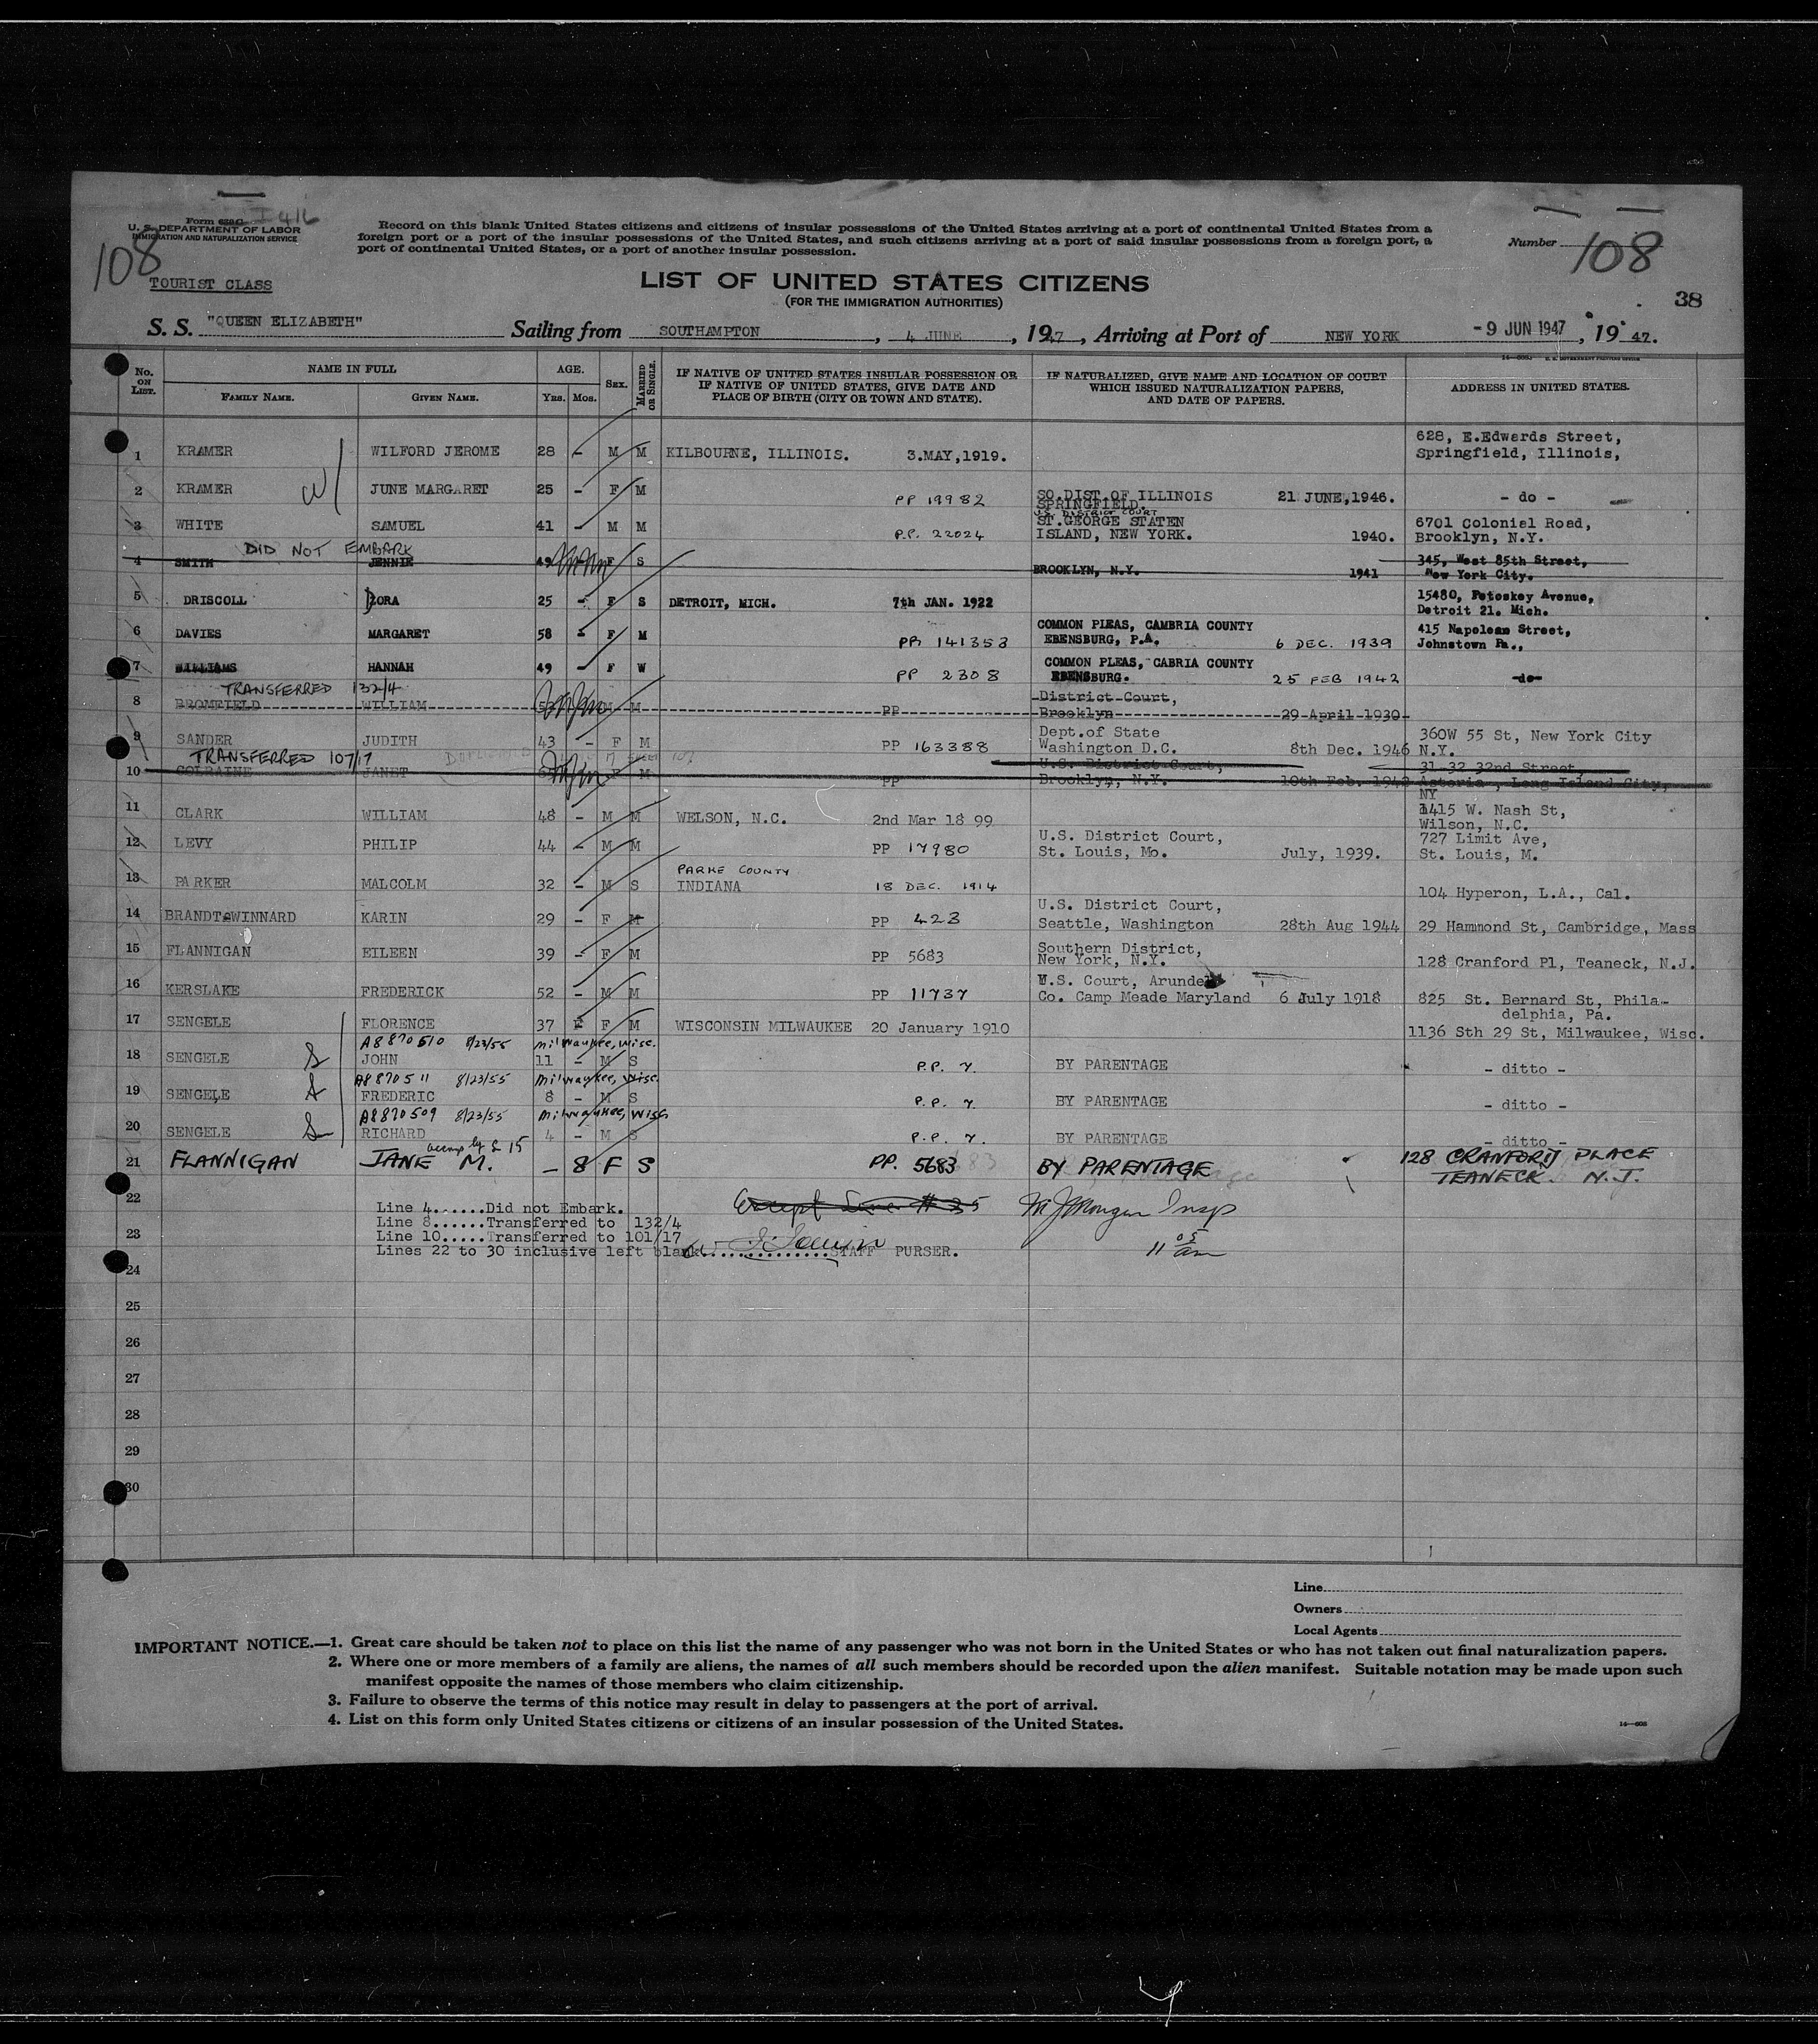 Form 630 G I 416
U. S. DEPARTMENT OF LABOR
IMMIGRATION AND NATURALIZATION SERVICE
108
TOURIST CLASS
Record on this blank United States citizens and citizens of insular possessions of the United States arriving at a port of continental United States from a
foreign port or a port of the insular possessions of the United States, and such citizens arriving at a port of said insular possessions from a foreign port, a
port of continental United States, or a port of another insular possession.
Number 108
LIST OF UNITED STATES CITIZENS
(FOR THE IMMIGRATION AUTHORITIES)
38
S. S. "QUEEN ELIZABETH" Sailing from SOUTHAMPTON, 4 JUNE, 1947, Arriving at Port of NEW YORK - 9 JUN 1947, 19 47.
No. ON LIST. NAME IN FULL FAMILY NAME. GIVEN NAME. AGE. YRS. MOS. SEX. MARRIED OR SINGLE. IF NATIVE OF UNITED STATES INSULAR POSSESSION OR IF NATIVE OF UNITED STATES, GIVE DATE AND PLACE OF BIRTH (CITY OR TOWN AND STATE). IF NATURALIZED, GIVE NAME AND LOCATION OF COURT WHICH ISSUED NATURALIZATION PAPERS, AND DATE OF PAPERS. ADDRESS IN UNITED STATES.
1 KRAMER WILFORD JEROME 28 - M M KILBOURNE, ILLINOIS. 3.MAY,1919. 628, E.Edwards Street, Springfield, Illinois,
2 KRAMER JUNE MARGARET 25 - F M PP 19982 SO.DIST.OF ILLINOIS SPRINGFIELD. 21 JUNE,1946. - do -
3 WHITE SAMUEL 41 - M M P.P. 22024 U.S. DISTRICT COURT ST.GEORGE STATEN ISLAND, NEW YORK. 1940. 6701 Colonial Road, Brooklyn, N.Y.
DID NOT EMBARK
4 SMITH JENNIE 49 F S BROOKLYN, N.Y. 1941 345, West 85th Street, New York City.
5 DRISCOLL DORA 25 - F S DETROIT, MICH. 7th JAN. 1922 15480, Petoskey Avenue, Detroit 21. Mich.
6 DAVIES MARGARET 58 - F M PP. 141353 COMMON PLEAS, CAMBRIA COUNTY EBENSBURG, P.A. 6 DEC. 1939 415 Napolean Street, Johnstown Pa.,
7 WILLIAMS HANNAH 49 - F W PP 2308 COMMON PLEAS, CABRIA COUNTY EBENSBURG. 25 FEB 1942 -do-
TRANSFERRED 132/4
8 BROMFIELD WILLIAM M M PP District Court, Brooklyn 29 April 1930
9 SANDER JUDITH 43 - F M PP 163388 Dept.of State Washington D.C. 8th Dec. 1946 360W 55 St, New York City N.Y.
TRANSFERRED 107/17
10 COLRAINE JANET F M PP U.S. District Court, Brooklyn, N.Y. 10th Feb. 1942 31-32 32nd Street, Astoria, Long Island City, NY
11 CLARK WILLIAM 48 - M M WELSON, N.C. 2nd Mar 18 99 1415 W. Nash St, Wilson, N.C.
12 LEVY PHILIP 44 - M M PP 17980 U.S. District Court, St. Louis, Mo. July, 1939. 727 Limit Ave, St. Louis, M.
13 PARKER MALCOLM 32 - M S PARKE COUNTY INDIANA 18 DEC. 1914 104 Hyperon, L.A., Cal.
14 BRANDT-WINNARD KARIN 29 - F M PP 423 U.S. District Court, Seattle, Washington 28th Aug 1944 29 Hammond St, Cambridge, Mass
15 FLANNIGAN EILEEN 39 - F M PP 5683 Southern District, New York, N.Y. 128 Cranford Pl, Teaneck, N.J.
16 KERSLAKE FREDERICK 52 - M M PP 11737 U.S. Court, Arundel Co. Camp Meade Maryland 6 July 1918 825 St. Bernard St, Phila-delphia, Pa.
17 SENGELE FLORENCE 37 F M WISCONSIN MILWAUKEE 20 January 1910 1136 Sth 29 St, Milwaukee, Wisc.
A8870510 8/23/55 Milwaukee, Wisc.
18 SENGELE JOHN 11 - M S P.P. 7. BY PARENTAGE - ditto -
A8870511 8/23/55 Milwaukee, Wisc.
19 SENGELE FREDERIC 8 - M S P.P. 7. BY PARENTAGE - ditto -
A8870509 8/23/55 Milwaukee, Wisc.
20 SENGELE RICHARD 4 - M S P.P. 7. BY PARENTAGE - ditto -
21 FLANNIGAN JANE M. - 8 F S PP. 5683 BY PARENTAGE 128 CRANFORD PLACE TEANECK. N.J.
22
Line 4......Did not Embark.
Line 8......Transferred to 132/4
23
Line 10.....Transferred to 101/17
Lines 22 to 30 inclusive left blank. STAFF PURSER.
Insp
11 05 am
24
25
26
27
28
29
30
Line
Owners
Local Agents
IMPORTANT NOTICE.—1. Great care should be taken not to place on this list the name of any passenger who was not born in the United States or who has not taken out final naturalization papers.
2. Where one or more members of a family are aliens, the names of all such members should be recorded upon the alien manifest. Suitable notation may be made upon such
manifest opposite the names of those members who claim citizenship.
3. Failure to observe the terms of this notice may result in delay to passengers at the port of arrival.
4. List on this form only United States citizens or citizens of an insular possession of the United States.